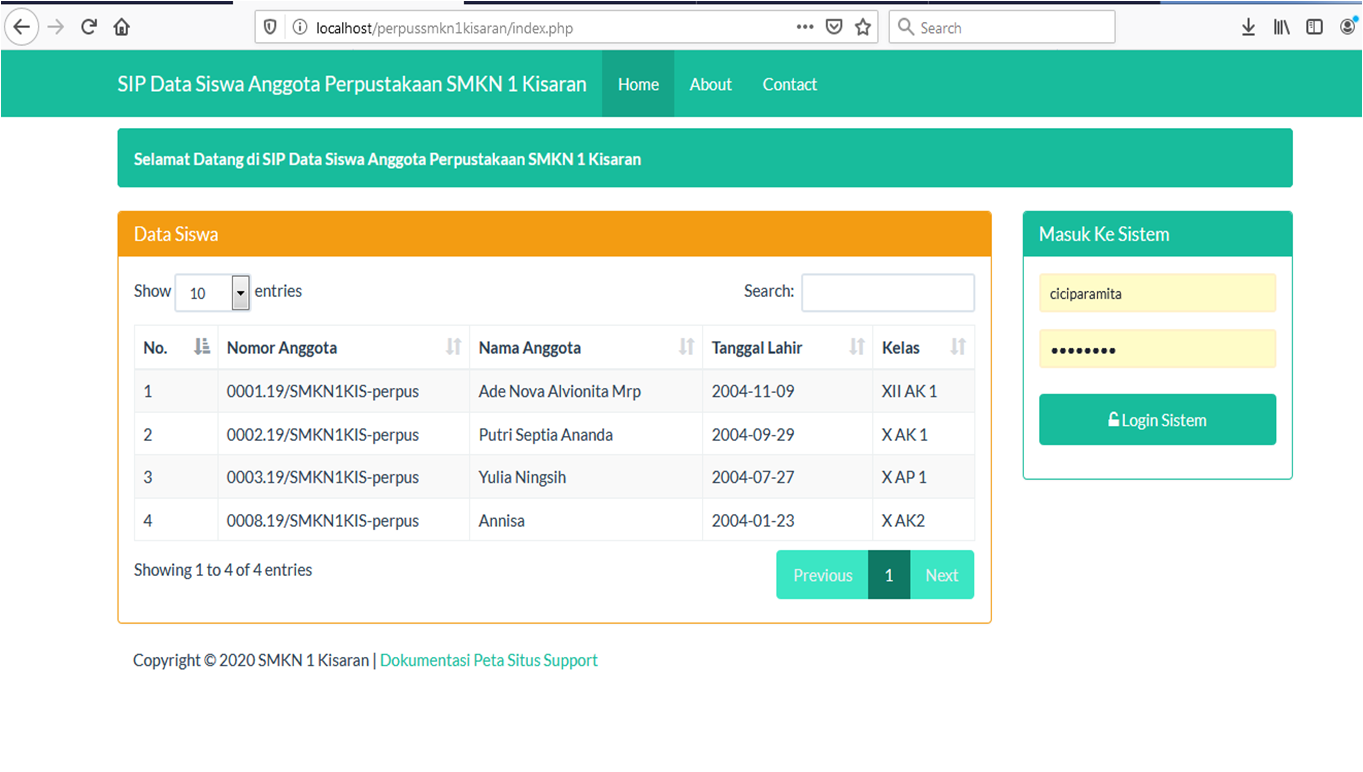 localhost/perpussmkn1kisaran/index.php
Search
SIP Data Siswa Anggota Perpustakaan SMKN 1 Kisaran Home About Contact
Selamat Datang di SIP Data Siswa Anggota Perpustakaan SMKN 1 Kisaran
Data Siswa
Show 10 entries Search:
No. Nomor Anggota Nama Anggota Tanggal Lahir Kelas
1 0001.19/SMKN1KIS-perpus Ade Nova Alvionita Mrp 2004-11-09 XII AK 1
2 0002.19/SMKN1KIS-perpus Putri Septia Ananda 2004-09-29 X AK 1
3 0003.19/SMKN1KIS-perpus Yulia Ningsih 2004-07-27 X AP 1
4 0008.19/SMKN1KIS-perpus Annisa 2004-01-23 X AK2
Showing 1 to 4 of 4 entries
Previous 1 Next
Masuk Ke Sistem
ciciparamita
••••••••
Login Sistem
Copyright © 2020 SMKN 1 Kisaran | Dokumentasi Peta Situs Support